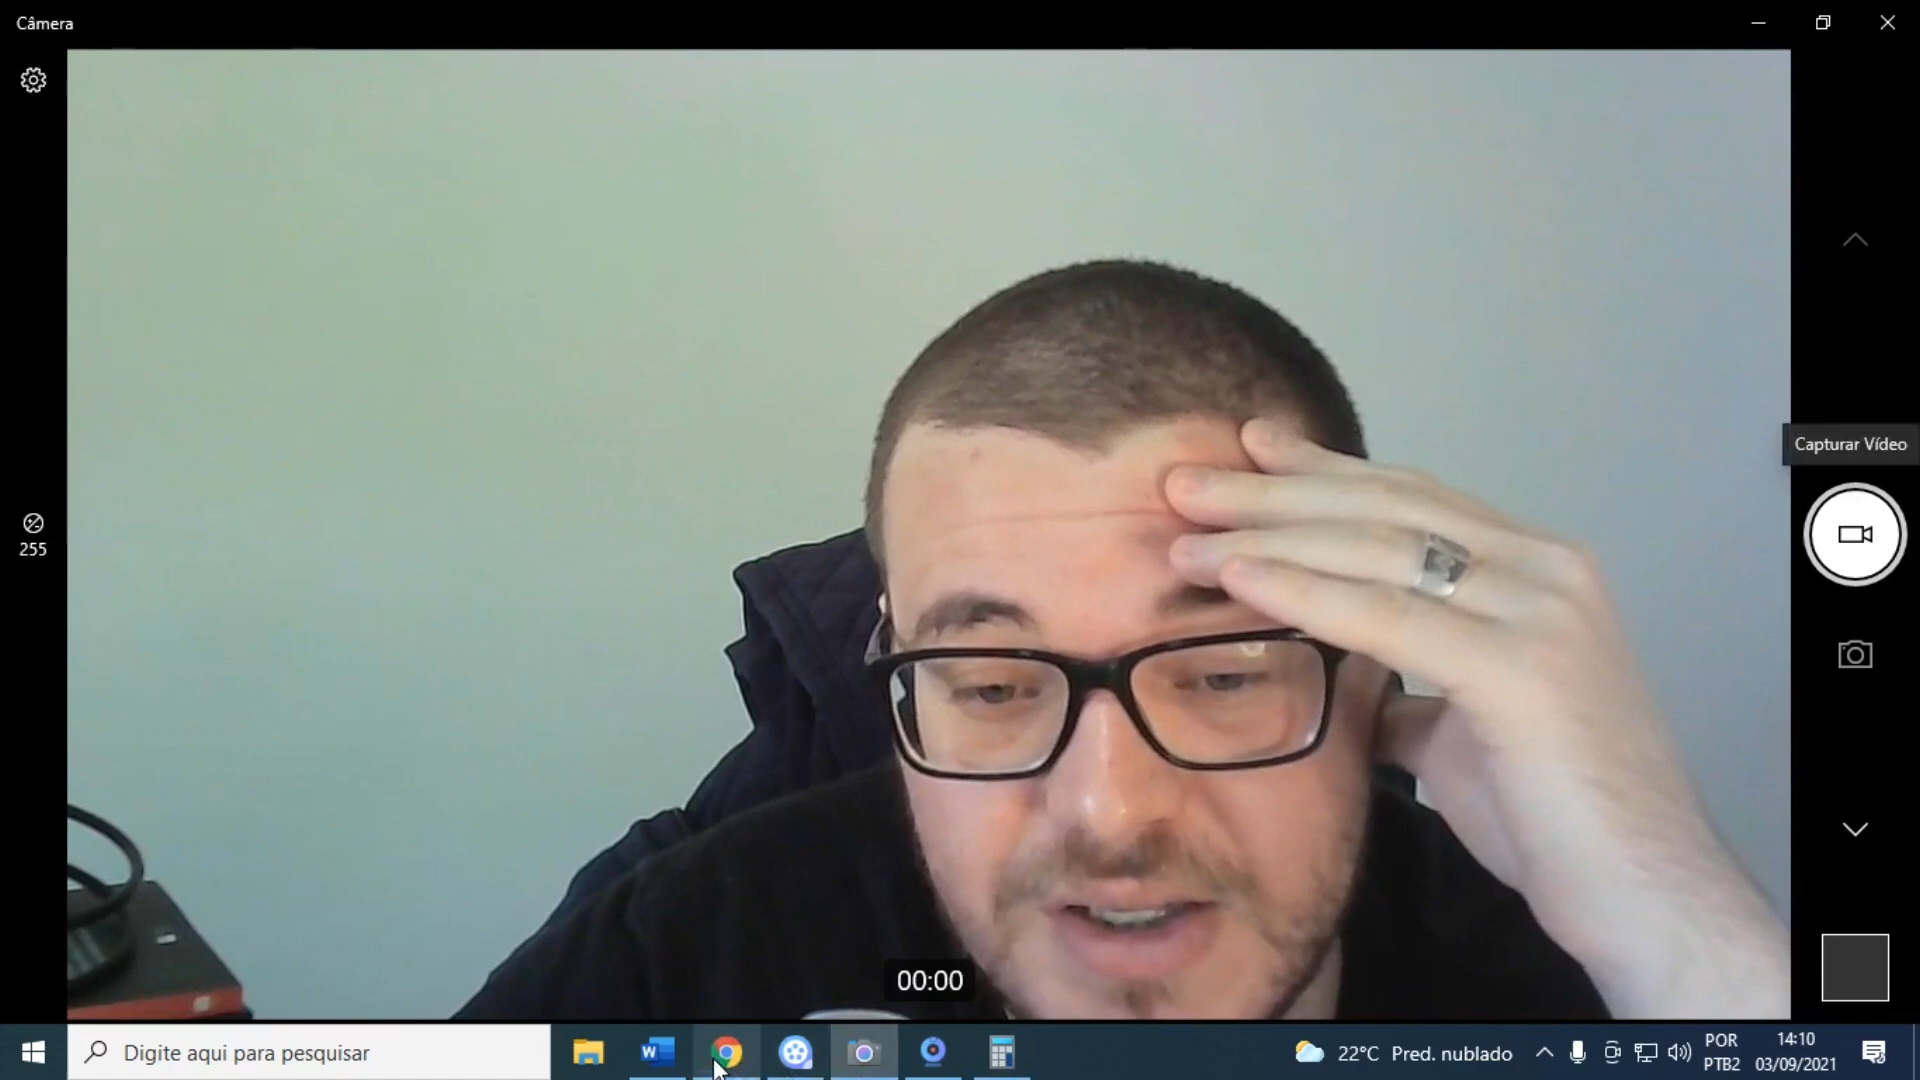 Câmera
Capturar Vídeo
255
00:00
Digite aqui para pesquisar
22°C Pred. nublado
POR
PTB2
14:10
03/09/2021